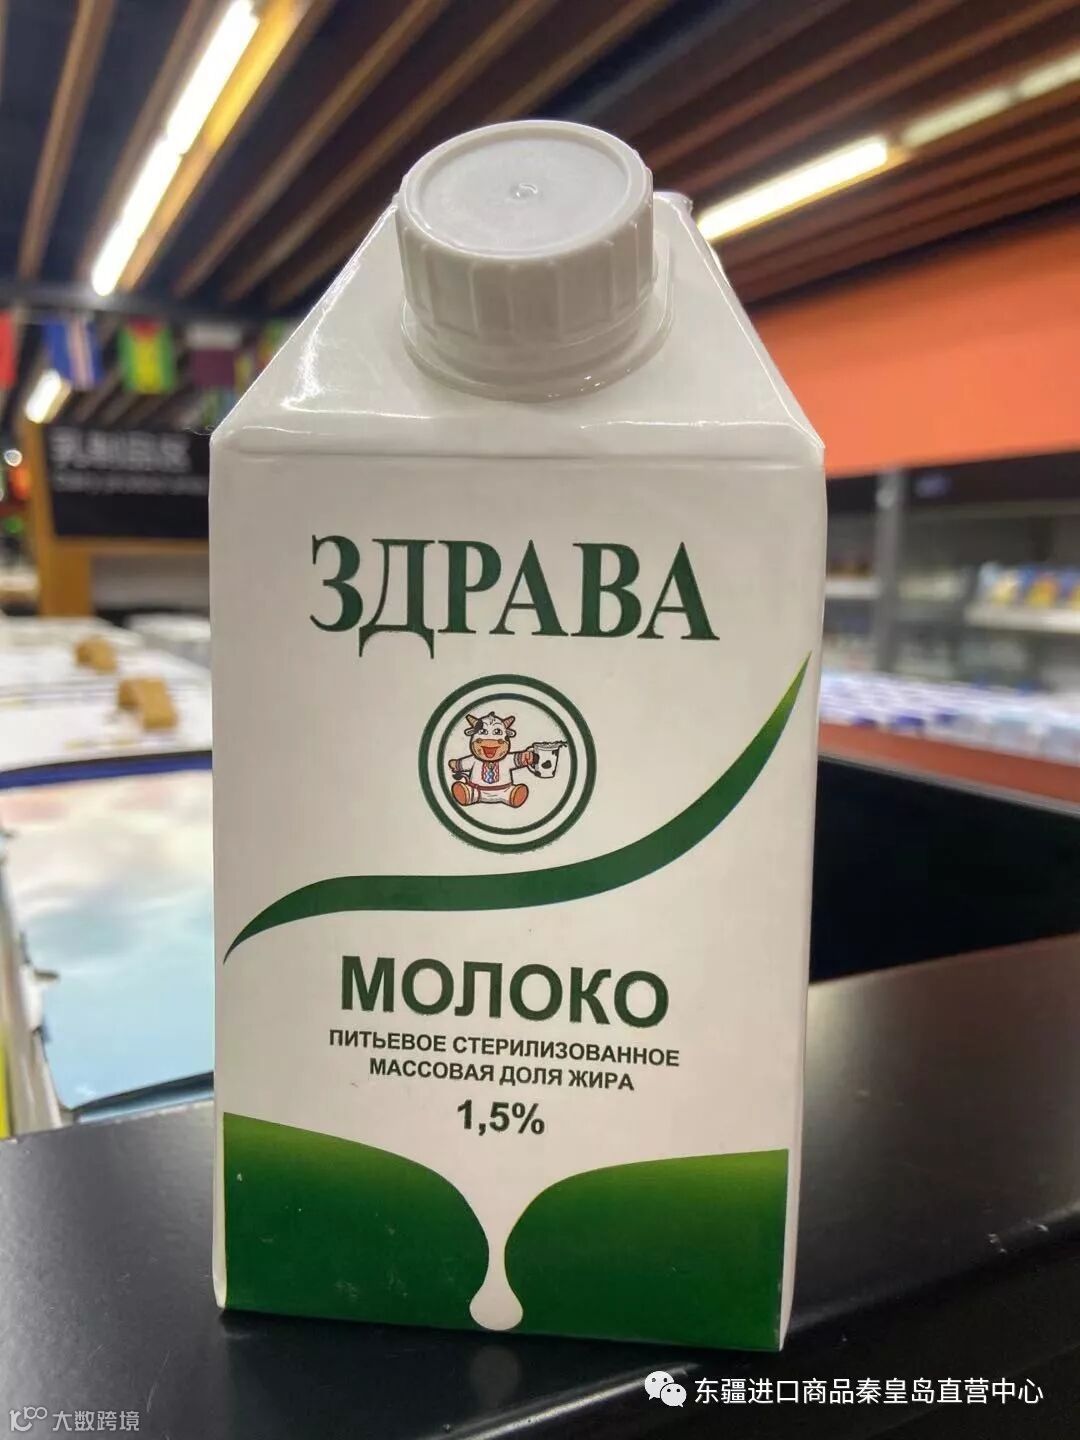 ЗДРАВА
МОЛОКО
ПИТЬЕВОЕ СТЕРИЛИЗОВАННОЕ
МАССОВАЯ ДОЛЯ ЖИРА
1,5%
东疆进口商品秦皇岛直营中心
大数跨境